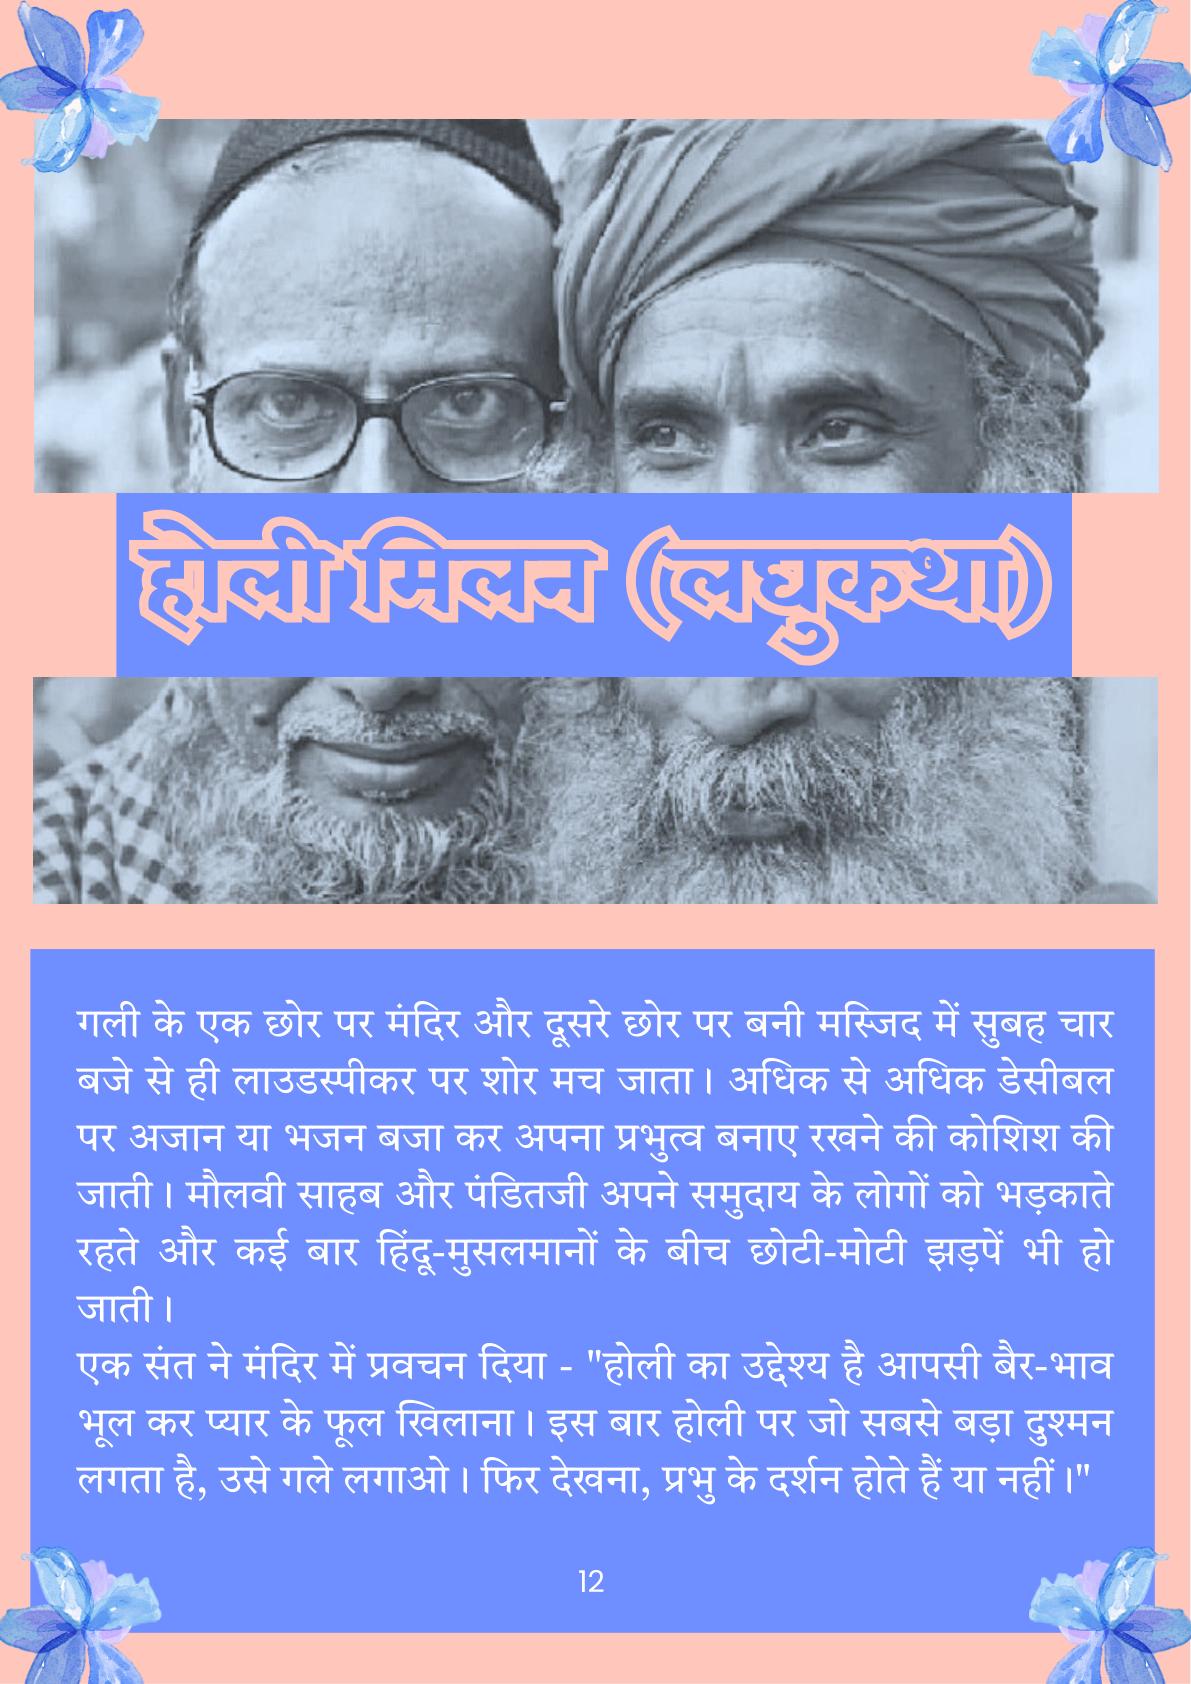 होली मिलन (लघुकथा)
गली के एक छोर पर मंदिर और दूसरे छोर पर बनी मस्जिद में सुबह चार
बजे से ही लाउडस्पीकर पर शोर मच जाता। अधिक से अधिक डेसीबल
पर अजान या भजन बजा कर अपना प्रभुत्व बनाए रखने की कोशिश की
जाती। मौलवी साहब और पंडितजी अपने समुदाय के लोगों को भड़काते
रहते और कई बार हिंदू-मुसलमानों के बीच छोटी-मोटी झड़पें भी हो
जाती।
एक संत ने मंदिर में प्रवचन दिया - "होली का उद्देश्य है आपसी बैर-भाव
भूल कर प्यार के फूल खिलाना। इस बार होली पर जो सबसे बड़ा दुश्मन
लगता है, उसे गले लगाओ। फिर देखना, प्रभु के दर्शन होते हैं या नहीं।"
12